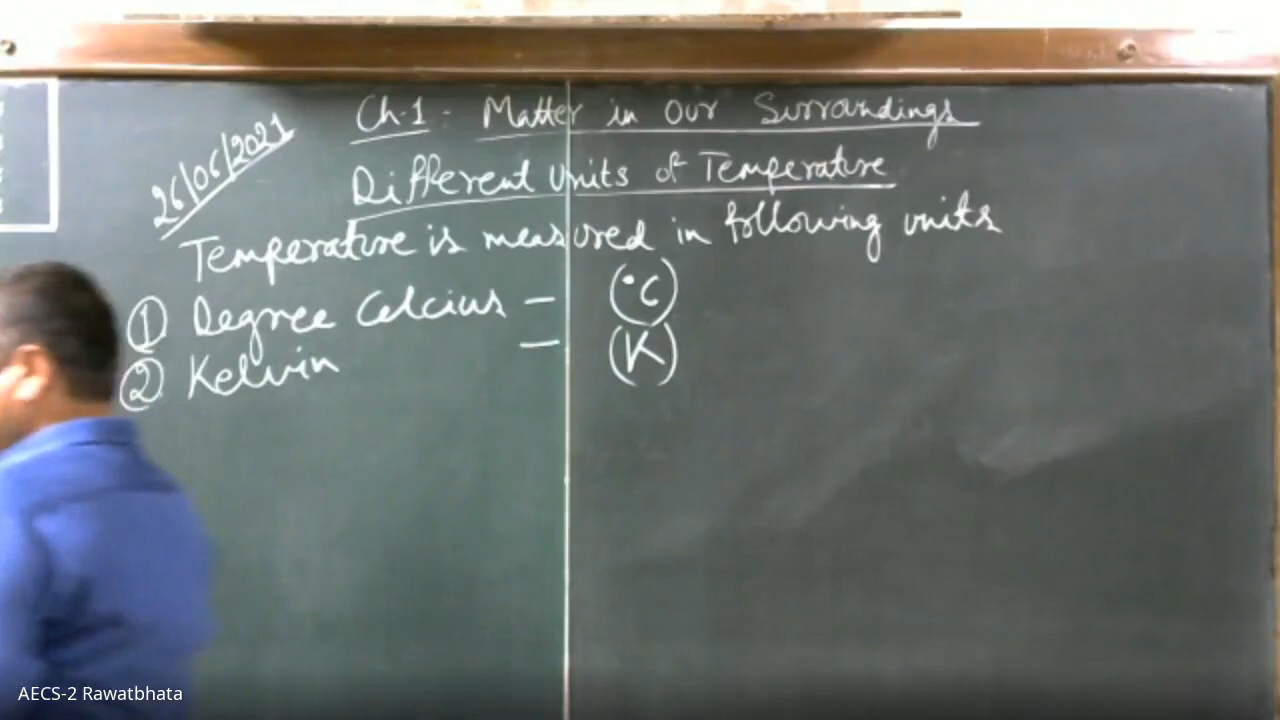 26/06/2021
Ch.1 - Matter in Our Surrandings
Different Units of Temperature
Temperature is measured in following units
① Degree Celcius - (°C)
② Kelvin - (K)
AECS-2 Rawatbhata